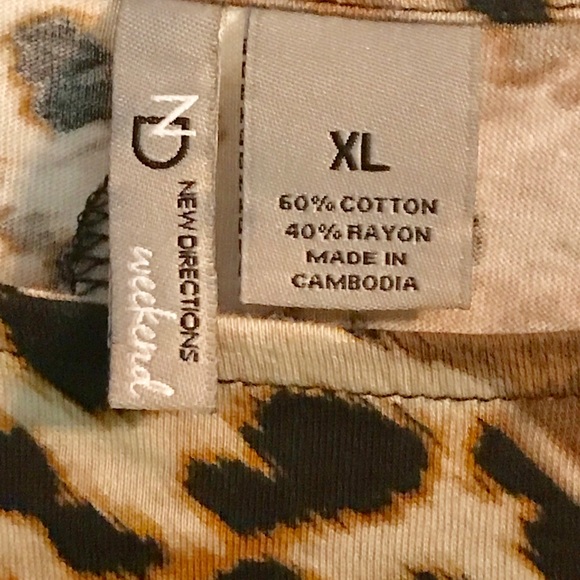 ND
NEW DIRECTIONS
weekend
XL
60% COTTON
40% RAYON
MADE IN
CAMBODIA